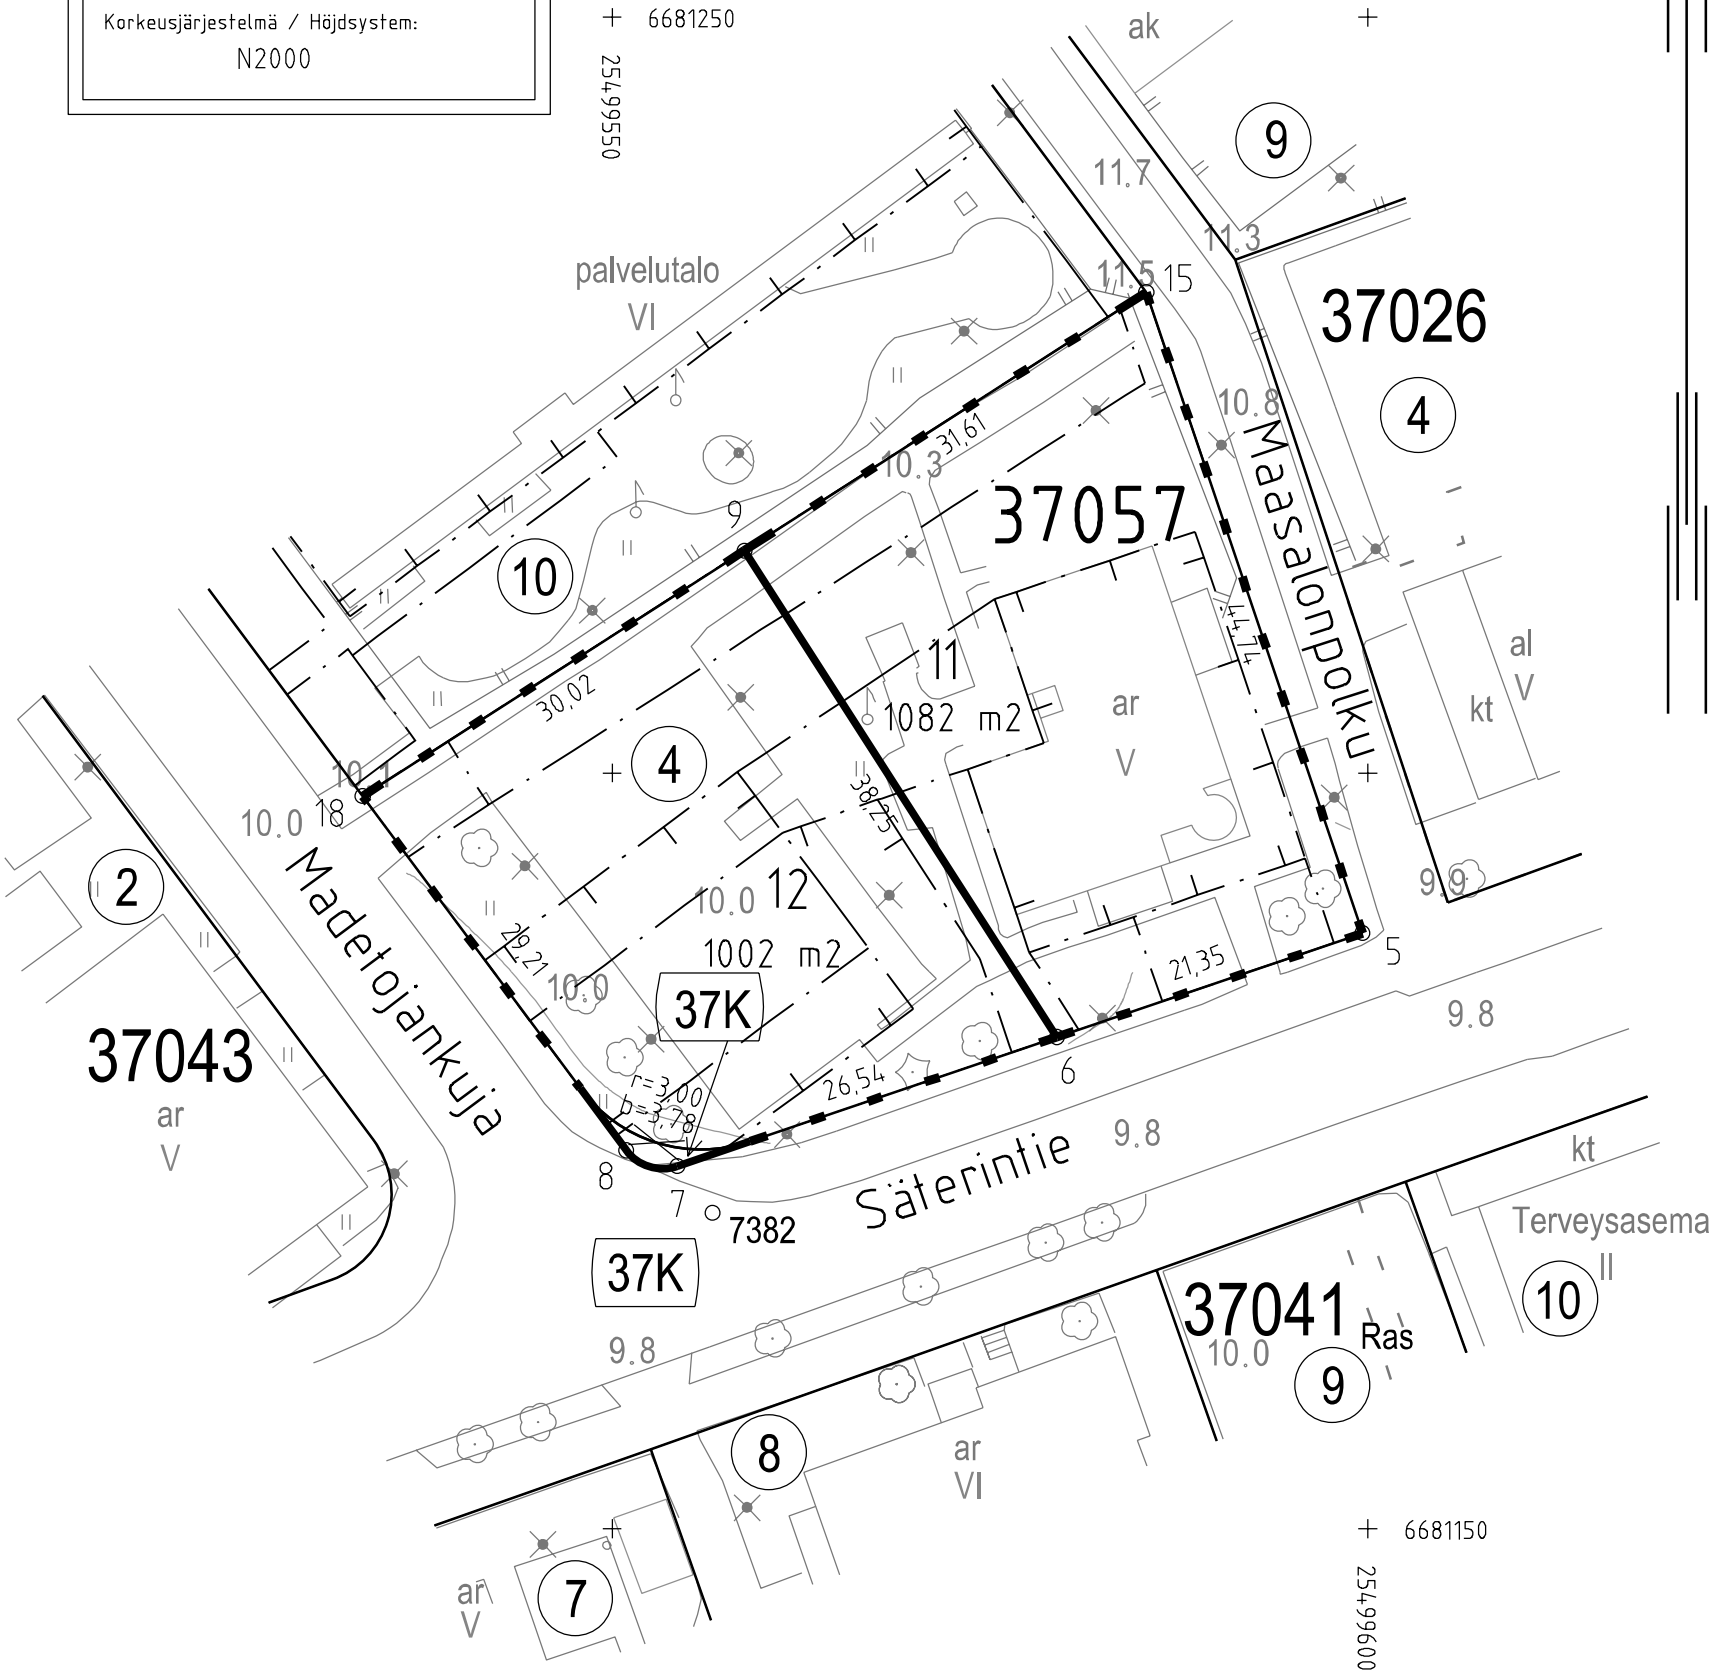 Korkeusjärjestelmä / Höjdsystem:
N2000
6681250
25499550
ak
9
11.7
11.3
palvelutalo
VI
11.5
15
37026
4
10.8
31,61
10.3
37057
9
Maasalonpolku
10
44,74
11
1082 m2
ar
V
al
V
kt
30,02
4
10.1
18
10.0
38,25
2
Madetojankuja
10.0
12
1002 m2
9.9
29,21
10.0
37K
21,35
5
9.8
37043
ar
V
r=3,00
b=3,78
26,54
6
9.8
Säterintie
8
7
7382
37K
kt
Terveysasema
II
10
37041
Ras
10.0
9
9.8
8
ar
VI
6681150
25499600
7
ar
V